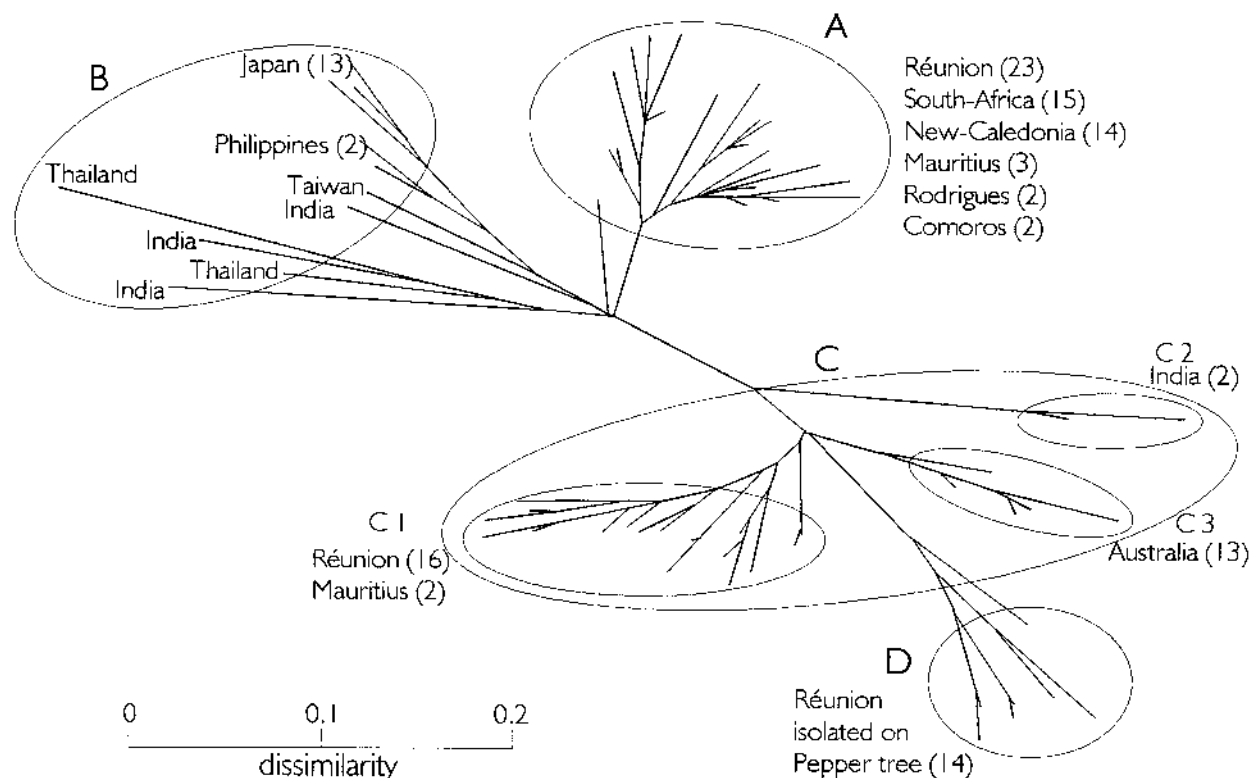 A
B
Japan (13)
Réunion (23)
South-Africa (15)
New-Caledonia (14)
Mauritius (3)
Rodrigues (2)
Comoros (2)
Philippines (2)
Thailand
Taiwan
India
India
Thailand
India
C
C 2
India (2)
C 1
Réunion (16)
Mauritius (2)
C 3
Australia (13)
D
Réunion
isolated on
Pepper tree (14)
0 0.1 0.2
dissimilarity